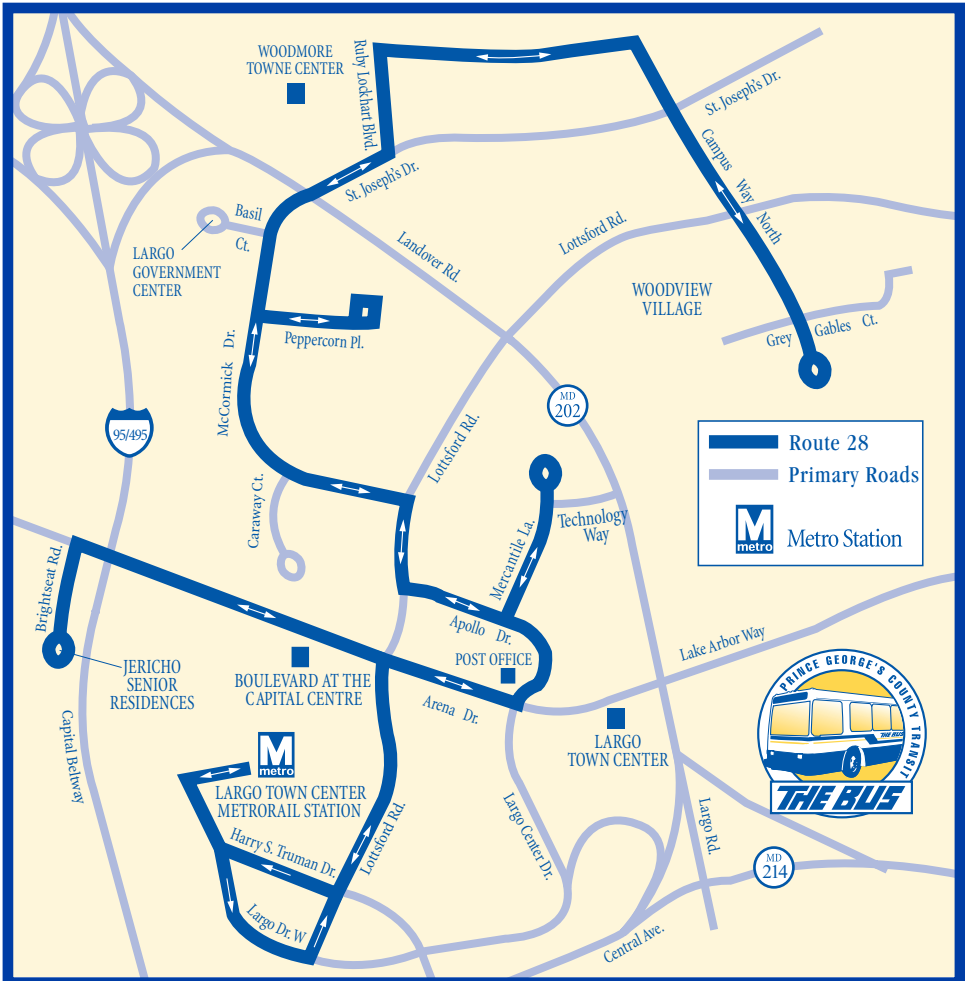 WOODMORE
TOWNE CENTER
Ruby Lockhart Blvd.
St. Joseph's Dr.
St. Joseph's Dr.
Campus Way North
Basil
Ct.
LARGO
GOVERNMENT
CENTER
Landover Rd.
Lottsford Rd.
WOODVIEW
VILLAGE
Grey Gables Ct.
Peppercorn Pl.
McCormick Dr.
MD
202
95/495
Lottsford Rd.
Caraway Ct.
Route 28
Primary Roads
M
metro
Metro Station
Technology
Way
Mercantile La.
Brightseat Rd.
Apollo Dr.
POST OFFICE
Lake Arbor Way
JERICHO
SENIOR
RESIDENCES
BOULEVARD AT THE
CAPITAL CENTRE
Arena Dr.
Capital Beltway
LARGO
TOWN CENTER
PRINCE GEORGE'S COUNTY TRANSIT
THE BUS
THE BUS
M
metro
LARGO TOWN CENTER
METRORAIL STATION
Harry S. Truman Dr.
Lottsford Rd.
Largo Center Dr.
Largo Rd.
MD
214
Largo Dr. W
Central Ave.